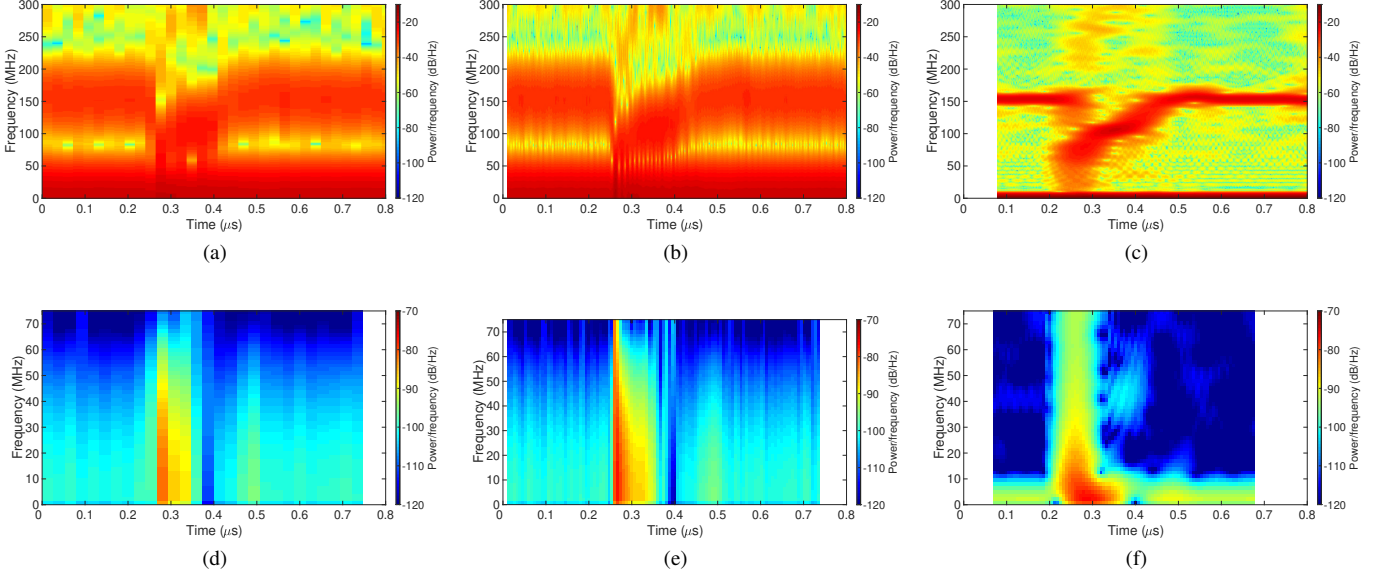 300
250
200
150
100
50
0
Frequency (MHz)
0 0.1 0.2 0.3 0.4 0.5 0.6 0.7 0.8
Time (μs)
-20
-40
-60
-80
-100
-120
Power/frequency (dB/Hz)
(a)
300
250
200
150
100
50
0
Frequency (MHz)
0 0.1 0.2 0.3 0.4 0.5 0.6 0.7 0.8
Time (μs)
-20
-40
-60
-80
-100
-120
Power/frequency (dB/Hz)
(b)
300
250
200
150
100
50
0
Frequency (MHz)
0 0.1 0.2 0.3 0.4 0.5 0.6 0.7 0.8
Time (μs)
-20
-40
-60
-80
-100
-120
Power/frequency (dB/Hz)
(c)
70
60
50
40
30
20
10
0
Frequency (MHz)
0 0.1 0.2 0.3 0.4 0.5 0.6 0.7 0.8
Time (μs)
-70
-80
-90
-100
-110
-120
Power/frequency (dB/Hz)
(d)
70
60
50
40
30
20
10
0
Frequency (MHz)
0 0.1 0.2 0.3 0.4 0.5 0.6 0.7 0.8
Time (μs)
-70
-80
-90
-100
-110
-120
Power/frequency (dB/Hz)
(e)
70
60
50
40
30
20
10
0
Frequency (MHz)
0 0.1 0.2 0.3 0.4 0.5 0.6 0.7 0.8
Time (μs)
-70
-80
-90
-100
-110
-120
Power/frequency (dB/Hz)
(f)